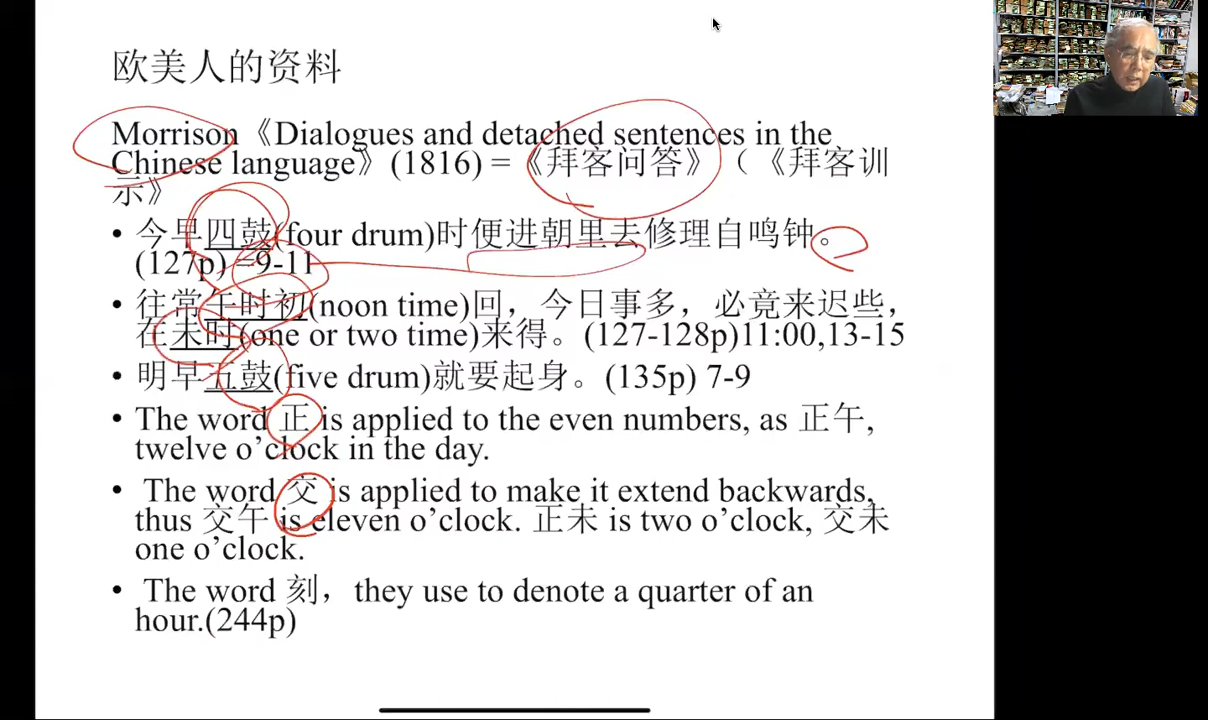 欧美人的资料
Morrison《Dialogues and detached sentences in the
Chinese language》(1816) =《拜客问答》（《拜客训
示》
• 今早四鼓(four drum)时便进朝里去修理自鸣钟。
(127p) =9-11
• 往常午时初(noon time)回，今日事多，必竟来迟些，
在未时(one or two time)来得。(127-128p)11:00,13-15
• 明早五鼓(five drum)就要起身。(135p) 7-9
• The word 正 is applied to the even numbers, as 正午,
twelve o’clock in the day.
• The word 交 is applied to make it extend backwards,
thus 交午 is eleven o’clock. 正未 is two o’clock, 交未
one o’clock.
• The word 刻，they use to denote a quarter of an
hour.(244p)